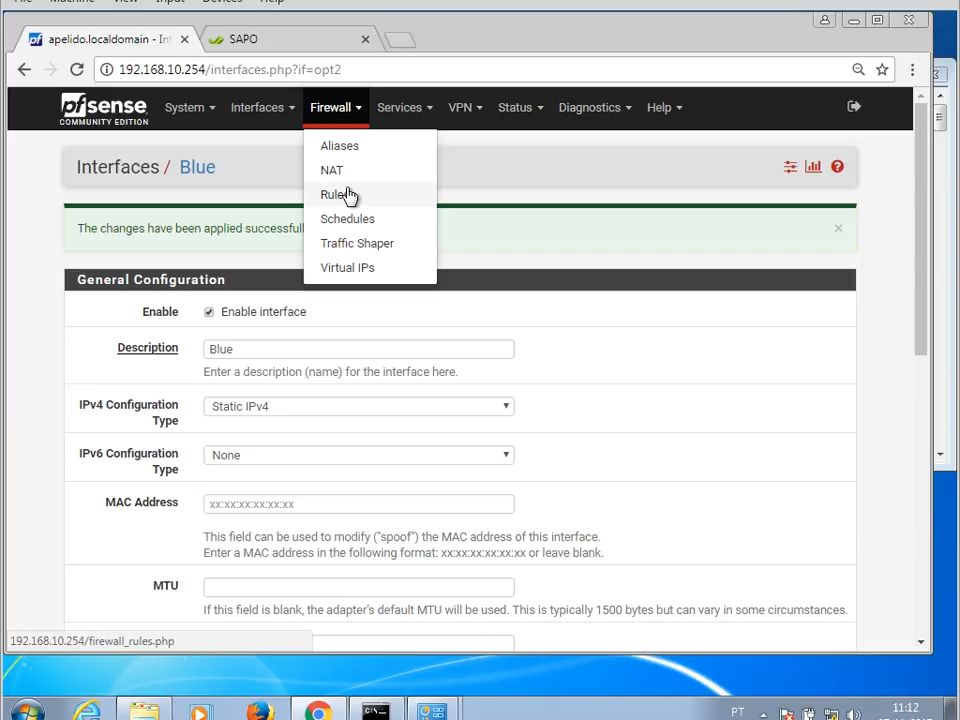 File Machine View Input Devices Help
apelido.localdomain - Int
SAPO
192.168.10.254/interfaces.php?if=opt2
pfsense
COMMUNITY EDITION
System Interfaces Firewall Services VPN Status Diagnostics Help
Aliases
NAT
Rules
Schedules
Traffic Shaper
Virtual IPs
Interfaces / Blue
The changes have been applied successfull
General Configuration
Enable
Enable interface
Description
Blue
Enter a description (name) for the interface here.
IPv4 Configuration
Type
Static IPv4
IPv6 Configuration
Type
None
MAC Address
xx:xx:xx:xx:xx:xx
This field can be used to modify ("spoof") the MAC address of this interface.
Enter a MAC address in the following format: xx:xx:xx:xx:xx:xx or leave blank.
MTU
If this field is blank, the adapter's default MTU will be used. This is typically 1500 bytes but can vary in some circumstances.
192.168.10.254/firewall_rules.php
PT
11:12